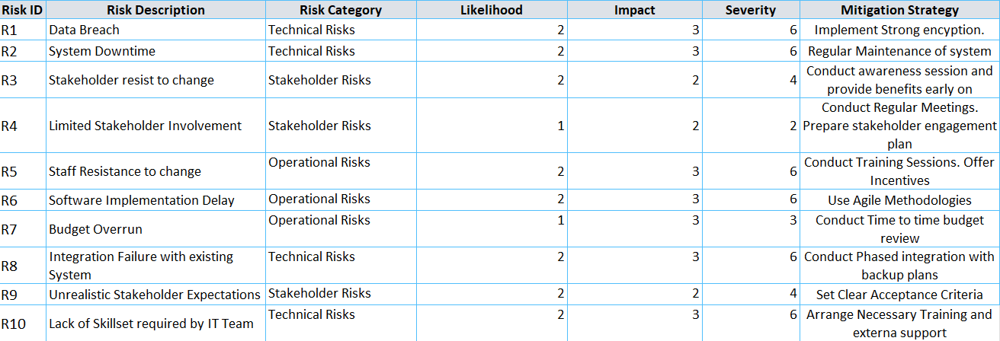 Risk ID Risk Description Risk Category Likelihood Impact Severity Mitigation Strategy
R1 Data Breach Technical Risks 2 3 6 Implement Strong encyption.
R2 System Downtime Technical Risks 2 3 6 Regular Maintenance of system
R3 Stakeholder resist to change Stakeholder Risks 2 2 4 Conduct awareness session and
provide benefits early on
R4 Limited Stakeholder Involvement Stakeholder Risks 1 2 2 Conduct Regular Meetings.
Prepare stakeholder engagement
plan
R5 Staff Resistance to change Operational Risks 2 3 6 Conduct Training Sessions. Offer
Incentives
R6 Software Implementation Delay Operational Risks 2 3 6 Use Agile Methodologies
R7 Budget Overrun Operational Risks 1 3 3 Conduct Time to time budget
review
R8 Integration Failure with existing Technical Risks 2 3 6 Conduct Phased integration with
System backup plans
R9 Unrealistic Stakeholder Expectations Stakeholder Risks 2 2 4 Set Clear Acceptance Criteria
R10 Lack of Skillset required by IT Team Technical Risks 2 3 6 Arrange Necessary Training and
externa support